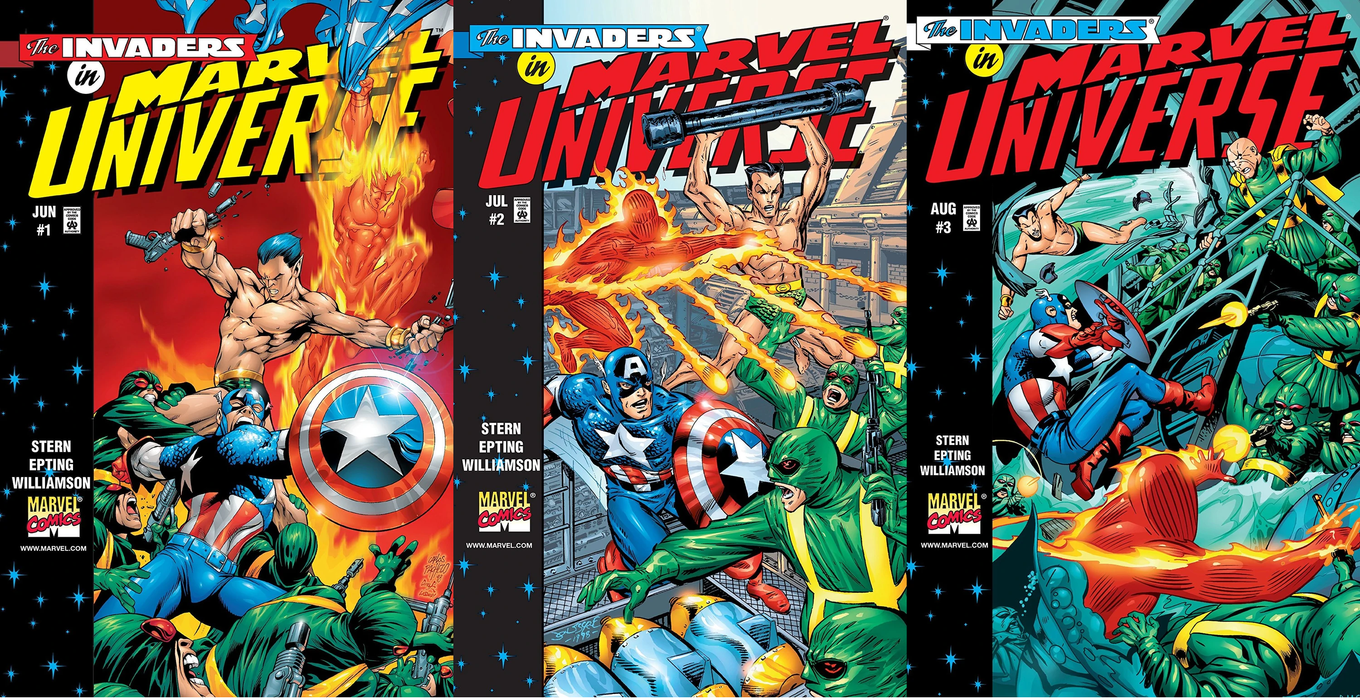 The INVADERS
in
MARVEL
UNIVERSE
JUN
#1
STERN
EPTING
WILLIAMSON
MARVEL
COMICS
WWW.MARVEL.COM
The INVADERS
in
MARVEL
UNIVERSE
JUL
#2
A
STERN
EPTING
WILLIAMSON
MARVEL
COMICS
WWW.MARVEL.COM
The INVADERS
in
MARVEL
UNIVERSE
AUG
#3
STERN
EPTING
WILLIAMSON
MARVEL
COMICS
WWW.MARVEL.COM